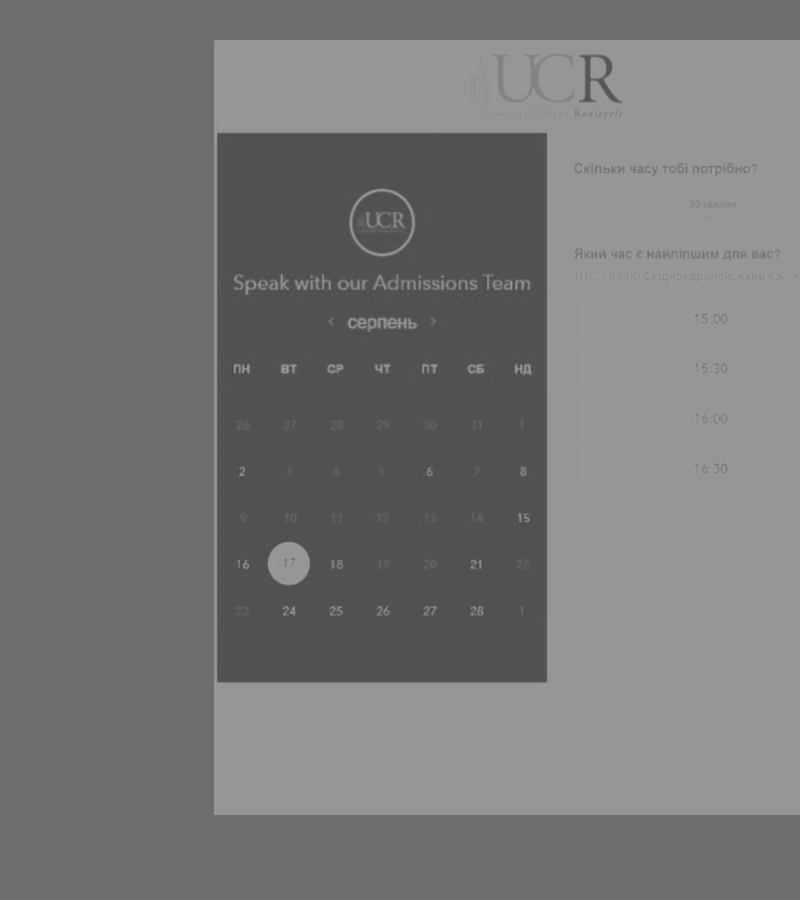 UCR
University College Roosevelt
UCR
Speak with our Admissions Team
‹ серпень ›
ПН ВТ СР ЧТ ПТ СБ НД
26 27 28 29 30 31 1
2 3 4 5 6 7 8
9 10 11 12 13 14 15
16 17 18 19 20 21 22
23 24 25 26 27 28 1
Скільки часу тобі потрібно?
30 хвилин
Який час є найліпшим для вас?
UTC +03:00 Східноєвропейський
15:00
15:30
16:00
16:30